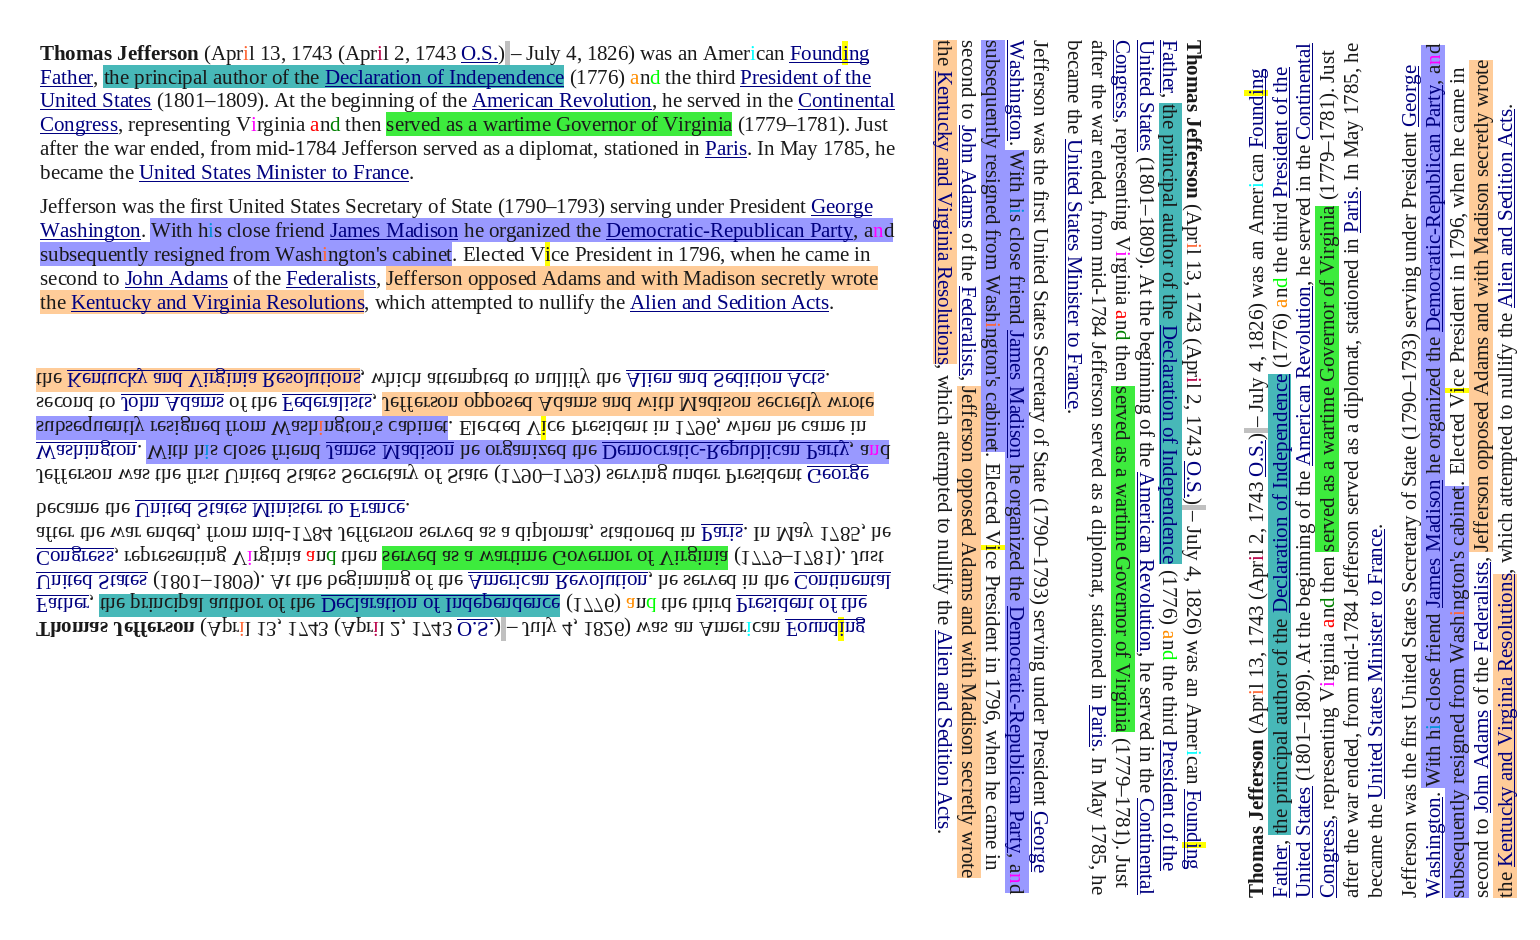 Thomas Jefferson (April 13, 1743 (April 2, 1743 O.S.) – July 4, 1826) was an American Founding
Father, the principal author of the Declaration of Independence (1776) and the third President of the
United States (1801–1809). At the beginning of the American Revolution, he served in the Continental
Congress, representing Virginia and then served as a wartime Governor of Virginia (1779–1781). Just
after the war ended, from mid-1784 Jefferson served as a diplomat, stationed in Paris. In May 1785, he
became the United States Minister to France.
Jefferson was the first United States Secretary of State (1790–1793) serving under President George
Washington. With his close friend James Madison he organized the Democratic-Republican Party, and
subsequently resigned from Washington's cabinet. Elected Vice President in 1796, when he came in
second to John Adams of the Federalists, Jefferson opposed Adams and with Madison secretly wrote
the Kentucky and Virginia Resolutions, which attempted to nullify the Alien and Sedition Acts.
Thomas Jefferson (April 13, 1743 (April 2, 1743 O.S.) – July 4, 1826) was an American Founding
Father, the principal author of the Declaration of Independence (1776) and the third President of the
United States (1801–1809). At the beginning of the American Revolution, he served in the Continental
Congress, representing Virginia and then served as a wartime Governor of Virginia (1779–1781). Just
after the war ended, from mid-1784 Jefferson served as a diplomat, stationed in Paris. In May 1785, he
became the United States Minister to France.
Jefferson was the first United States Secretary of State (1790–1793) serving under President George
Washington. With his close friend James Madison he organized the Democratic-Republican Party, and
subsequently resigned from Washington's cabinet. Elected Vice President in 1796, when he came in
second to John Adams of the Federalists, Jefferson opposed Adams and with Madison secretly wrote
the Kentucky and Virginia Resolutions, which attempted to nullify the Alien and Sedition Acts.
Thomas Jefferson (April 13, 1743 (April 2, 1743 O.S.) – July 4, 1826) was an American Founding
Father, the principal author of the Declaration of Independence (1776) and the third President of the
United States (1801–1809). At the beginning of the American Revolution, he served in the Continental
Congress, representing Virginia and then served as a wartime Governor of Virginia (1779–1781). Just
after the war ended, from mid-1784 Jefferson served as a diplomat, stationed in Paris. In May 1785, he
became the United States Minister to France.
Jefferson was the first United States Secretary of State (1790–1793) serving under President George
Washington. With his close friend James Madison he organized the Democratic-Republican Party, and
subsequently resigned from Washington's cabinet. Elected Vice President in 1796, when he came in
second to John Adams of the Federalists, Jefferson opposed Adams and with Madison secretly wrote
the Kentucky and Virginia Resolutions, which attempted to nullify the Alien and Sedition Acts.
Thomas Jefferson (April 13, 1743 (April 2, 1743 O.S.) – July 4, 1826) was an American Founding
Father, the principal author of the Declaration of Independence (1776) and the third President of the
United States (1801–1809). At the beginning of the American Revolution, he served in the Continental
Congress, representing Virginia and then served as a wartime Governor of Virginia (1779–1781). Just
after the war ended, from mid-1784 Jefferson served as a diplomat, stationed in Paris. In May 1785, he
became the United States Minister to France.
Jefferson was the first United States Secretary of State (1790–1793) serving under President George
Washington. With his close friend James Madison he organized the Democratic-Republican Party, and
subsequently resigned from Washington's cabinet. Elected Vice President in 1796, when he came in
second to John Adams of the Federalists, Jefferson opposed Adams and with Madison secretly wrote
the Kentucky and Virginia Resolutions, which attempted to nullify the Alien and Sedition Acts.